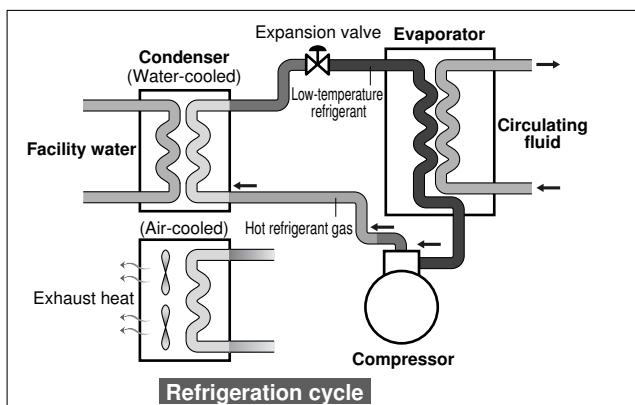 Expansion valve
Evaporator
Condenser
(Water-cooled)
Low-temperature
refrigerant
Facility water
Circulating
fluid
(Air-cooled)
Hot refrigerant gas
Exhaust heat
Compressor
Refrigeration cycle